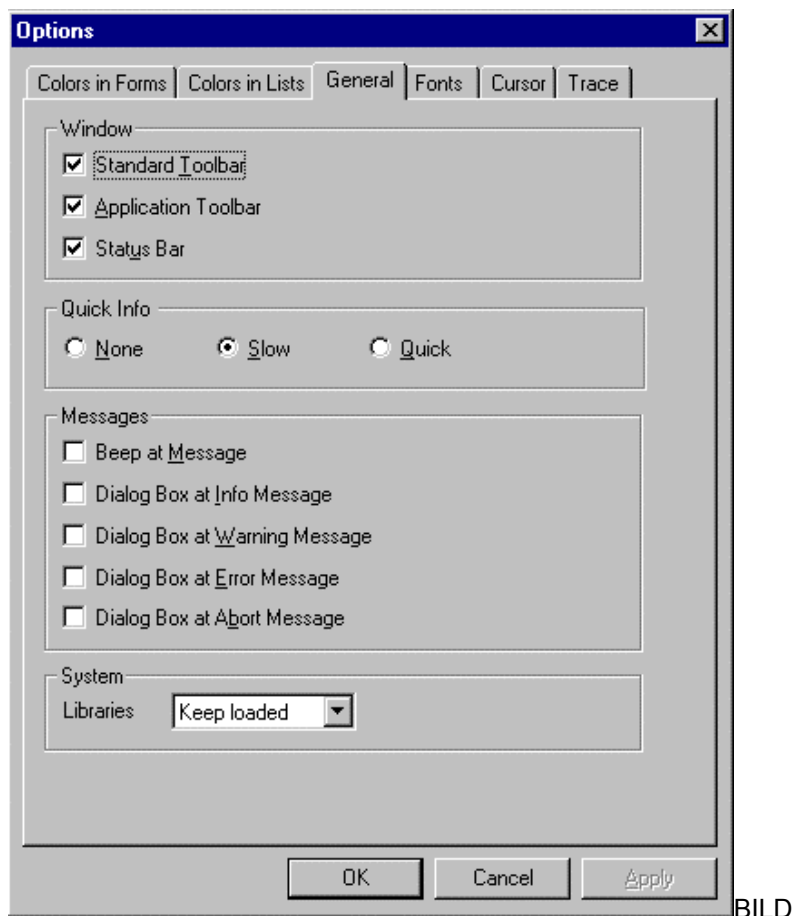 Options
Colors in Forms Colors in Lists General Fonts Cursor Trace
Window
Standard Toolbar
Application Toolbar
Status Bar
Quick Info
None Slow Quick
Messages
Beep at Message
Dialog Box at Info Message
Dialog Box at Warning Message
Dialog Box at Error Message
Dialog Box at Abort Message
System
Libraries Keep loaded
OK Cancel Apply
BILD